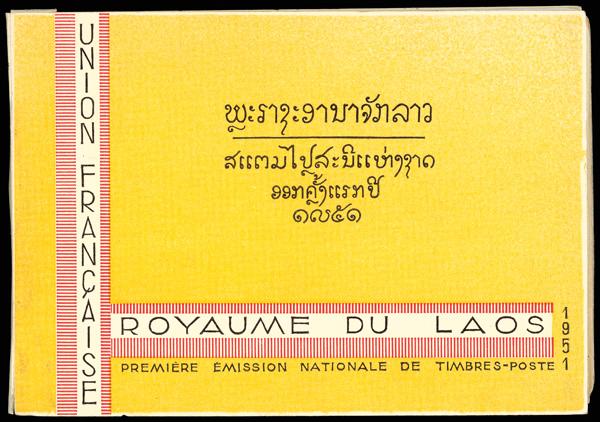 UNION FRANÇAISE
ພຼະຣາຊະອານາຈັກລາວ
ສແຕມໄປຼສະນີແຫ່ງຊາດ
ອອກຄຼັ້ງແຣກປີ
໑໙໕໑
ROYAUME DU LAOS
PREMIÈRE ÉMISSION NATIONALE DE TIMBRES-POSTE
1951